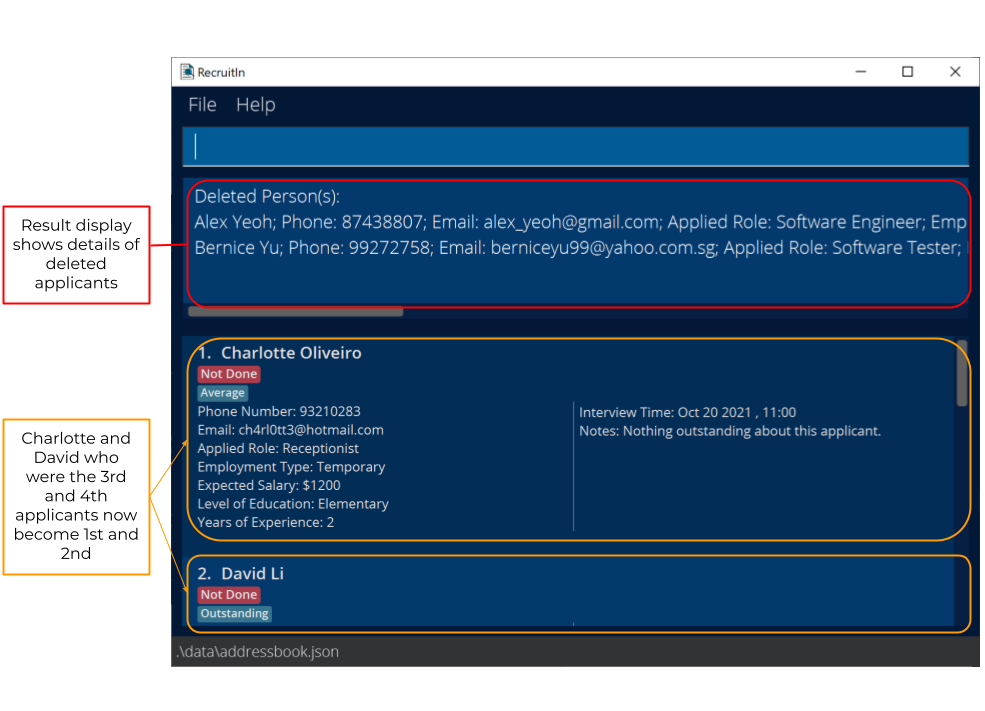 RecruitIn
File Help
Deleted Person(s):
Alex Yeoh; Phone: 87438807; Email: alex_yeoh@gmail.com; Applied Role: Software Engineer; Emp
Bernice Yu; Phone: 99272758; Email: berniceyu99@yahoo.com.sg; Applied Role: Software Tester;
Result display
shows details of
deleted
applicants
1. Charlotte Oliveiro
Not Done
Average
Phone Number: 93210283
Email: ch4rl0tt3@hotmail.com
Applied Role: Receptionist
Employment Type: Temporary
Expected Salary: $1200
Level of Education: Elementary
Years of Experience: 2
Interview Time: Oct 20 2021 , 11:00
Notes: Nothing outstanding about this applicant.
Charlotte and
David who
were the 3rd
and 4th
applicants now
become 1st and
2nd
2. David Li
Not Done
Outstanding
.\data\addressbook.json